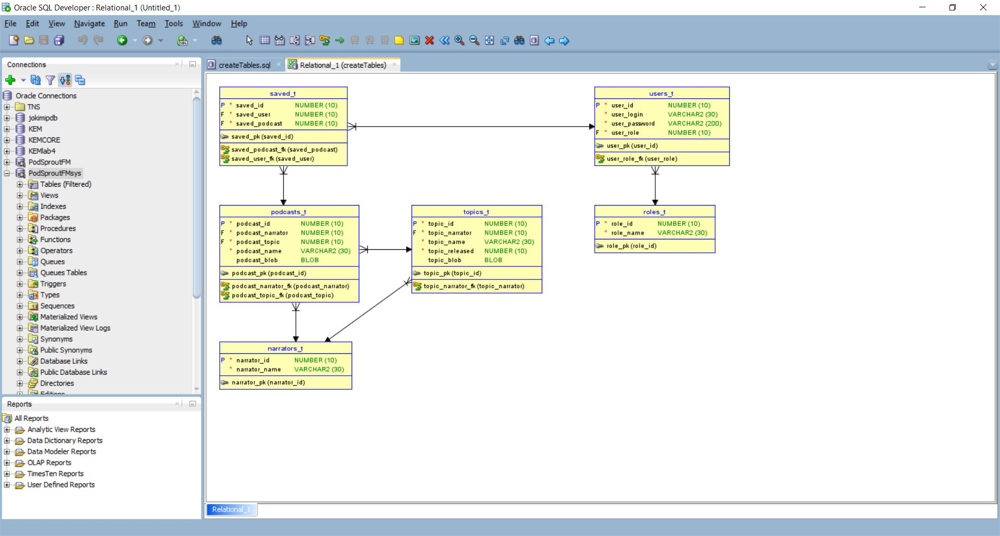 Oracle SQL Developer : Relational_1 (Untitled_1)
File Edit View Navigate Run Team Tools Window Help
SQL
Connections
createTables.sql
Relational_1 (createTables)
Oracle Connections
TNS
jokimipdb
KEM
KEMCORE
KEMlab4
PodSproutFM
PodSproutFMsys
Tables (Filtered)
Views
Indexes
Packages
Procedures
Functions
Operators
Queues
Queues Tables
Triggers
Types
Sequences
Materialized Views
Materialized View Logs
Synonyms
Public Synonyms
Database Links
Public Database Links
Directories
Editions
Reports
All Reports
Analytic View Reports
Data Dictionary Reports
Data Modeler Reports
OLAP Reports
TimesTen Reports
User Defined Reports
saved_t
P * saved_id NUMBER (10)
F * saved_user NUMBER (10)
F * saved_podcast NUMBER (10)
saved_pk (saved_id)
saved_podcast_fk (saved_podcast)
saved_user_fk (saved_user)
users_t
P * user_id NUMBER (10)
* user_login VARCHAR2 (30)
* user_password VARCHAR2 (200)
F * user_role NUMBER (10)
user_pk (user_id)
user_role_fk (user_role)
podcasts_t
P * podcast_id NUMBER (10)
F * podcast_narrator NUMBER (10)
F * podcast_topic NUMBER (10)
* podcast_name VARCHAR2 (30)
podcast_blob BLOB
podcast_pk (podcast_id)
podcast_narrator_fk (podcast_narrator)
podcast_topic_fk (podcast_topic)
topics_t
P * topic_id NUMBER (10)
F * topic_narrator NUMBER (10)
* topic_name VARCHAR2 (30)
* topic_released NUMBER (10)
topic_blob BLOB
topic_pk (topic_id)
topic_narrator_fk (topic_narrator)
roles_t
P * role_id NUMBER (10)
* role_name VARCHAR2 (30)
role_pk (role_id)
narrators_t
P * narrator_id NUMBER (10)
* narrator_name VARCHAR2 (30)
narrator_pk (narrator_id)
Relational_1